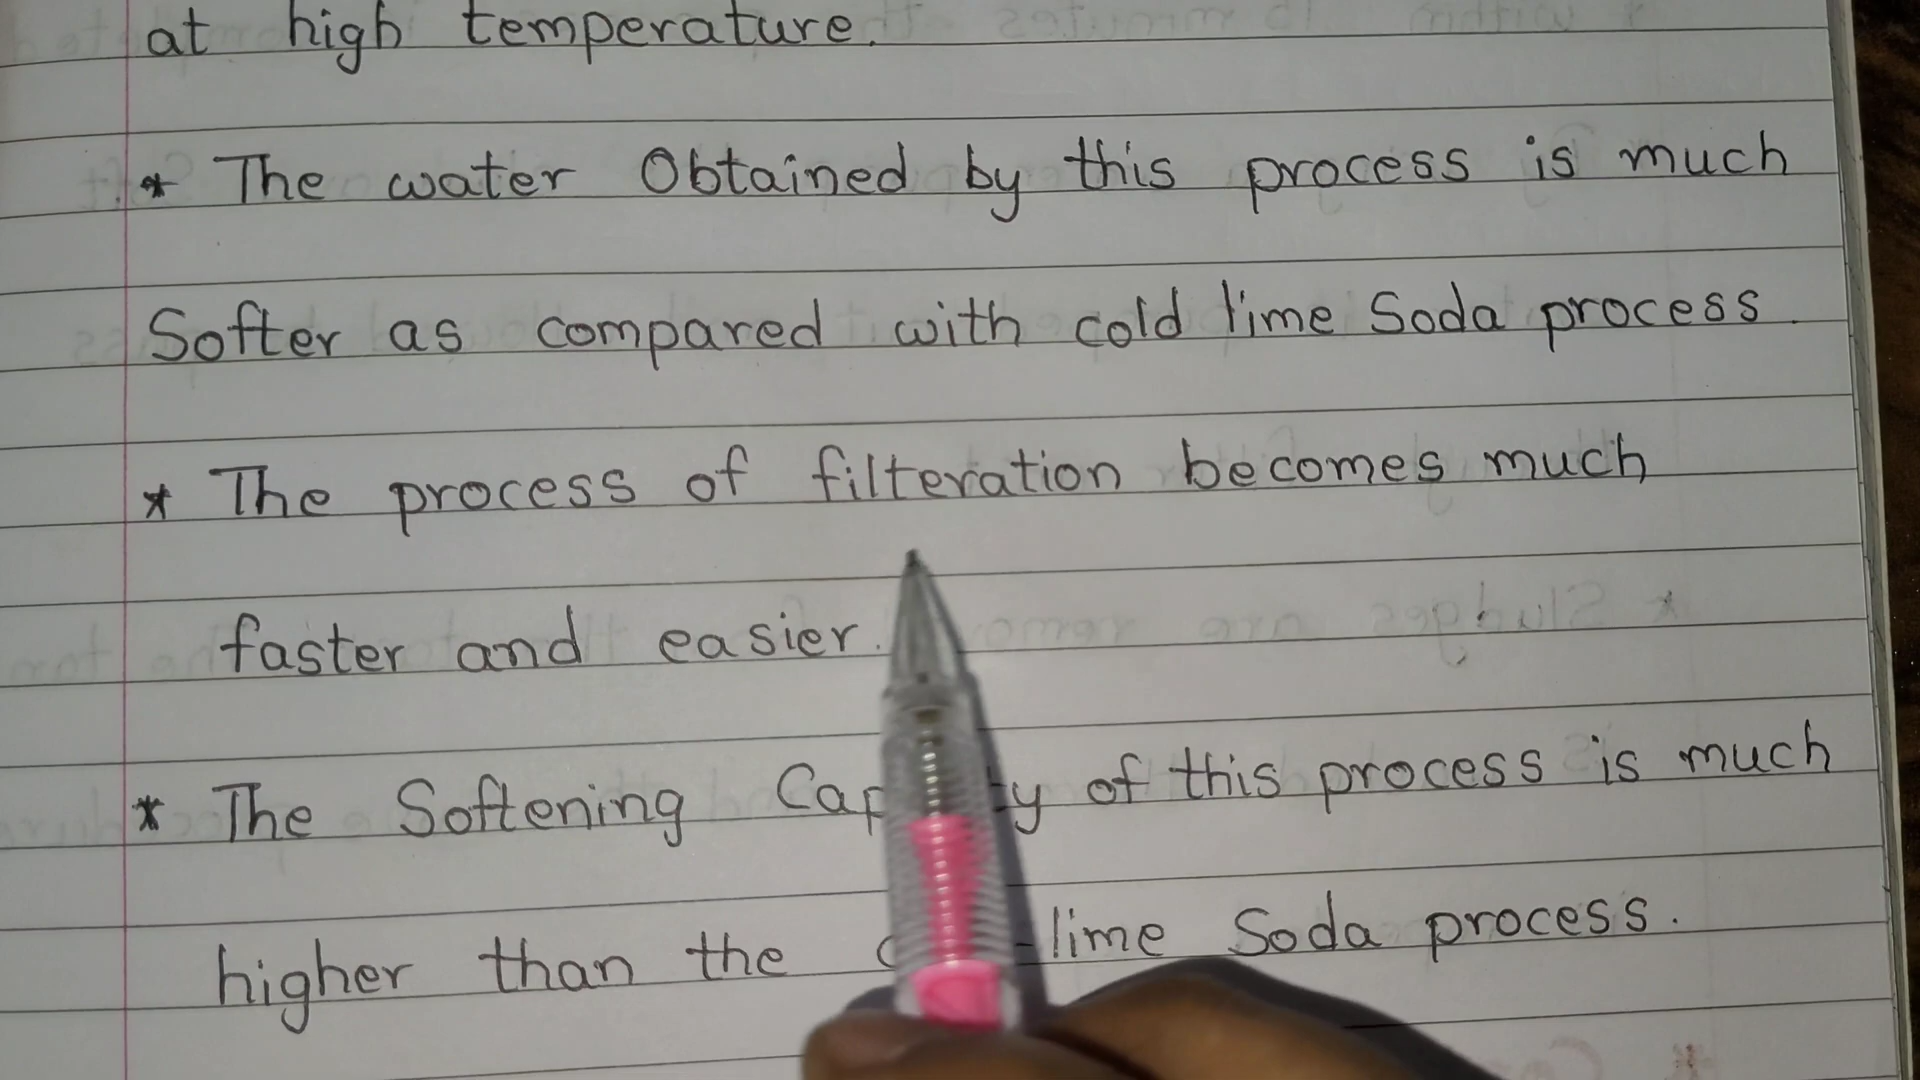 at high temperature.
* The water Obtained by this process is much
Softer as compared with cold lime Soda process.
* The process of filteration becomes much
faster and easier.
* The Softening of this process is much
higher than the lime Soda process.